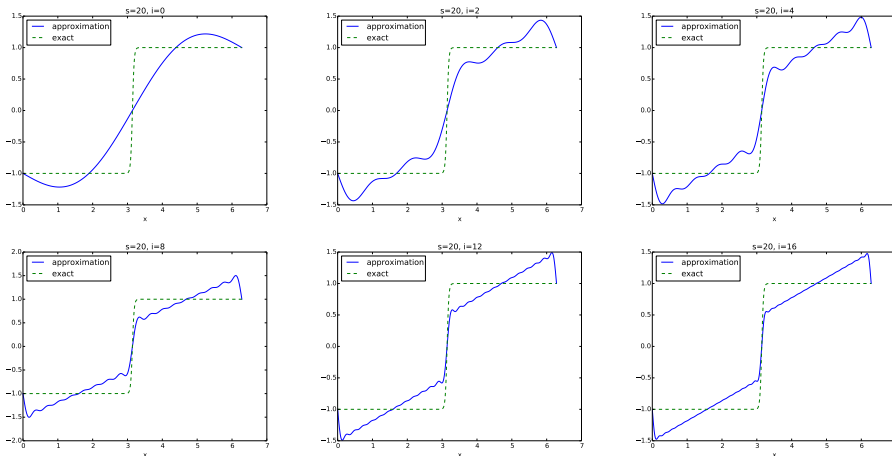 s=20, i=0
1.5
1.0
0.5
0.0
−0.5
−1.0
−1.5
approximation
exact
0 1 2 3 4 5 6 7
x
s=20, i=2
1.5
1.0
0.5
0.0
−0.5
−1.0
−1.5
approximation
exact
0 1 2 3 4 5 6 7
x
s=20, i=4
1.5
1.0
0.5
0.0
−0.5
−1.0
−1.5
approximation
exact
0 1 2 3 4 5 6 7
x
s=20, i=8
2.0
1.5
1.0
0.5
0.0
−0.5
−1.0
−1.5
−2.0
approximation
exact
0 1 2 3 4 5 6 7
x
s=20, i=12
1.5
1.0
0.5
0.0
−0.5
−1.0
−1.5
approximation
exact
0 1 2 3 4 5 6 7
x
s=20, i=16
1.5
1.0
0.5
0.0
−0.5
−1.0
−1.5
approximation
exact
0 1 2 3 4 5 6 7
x